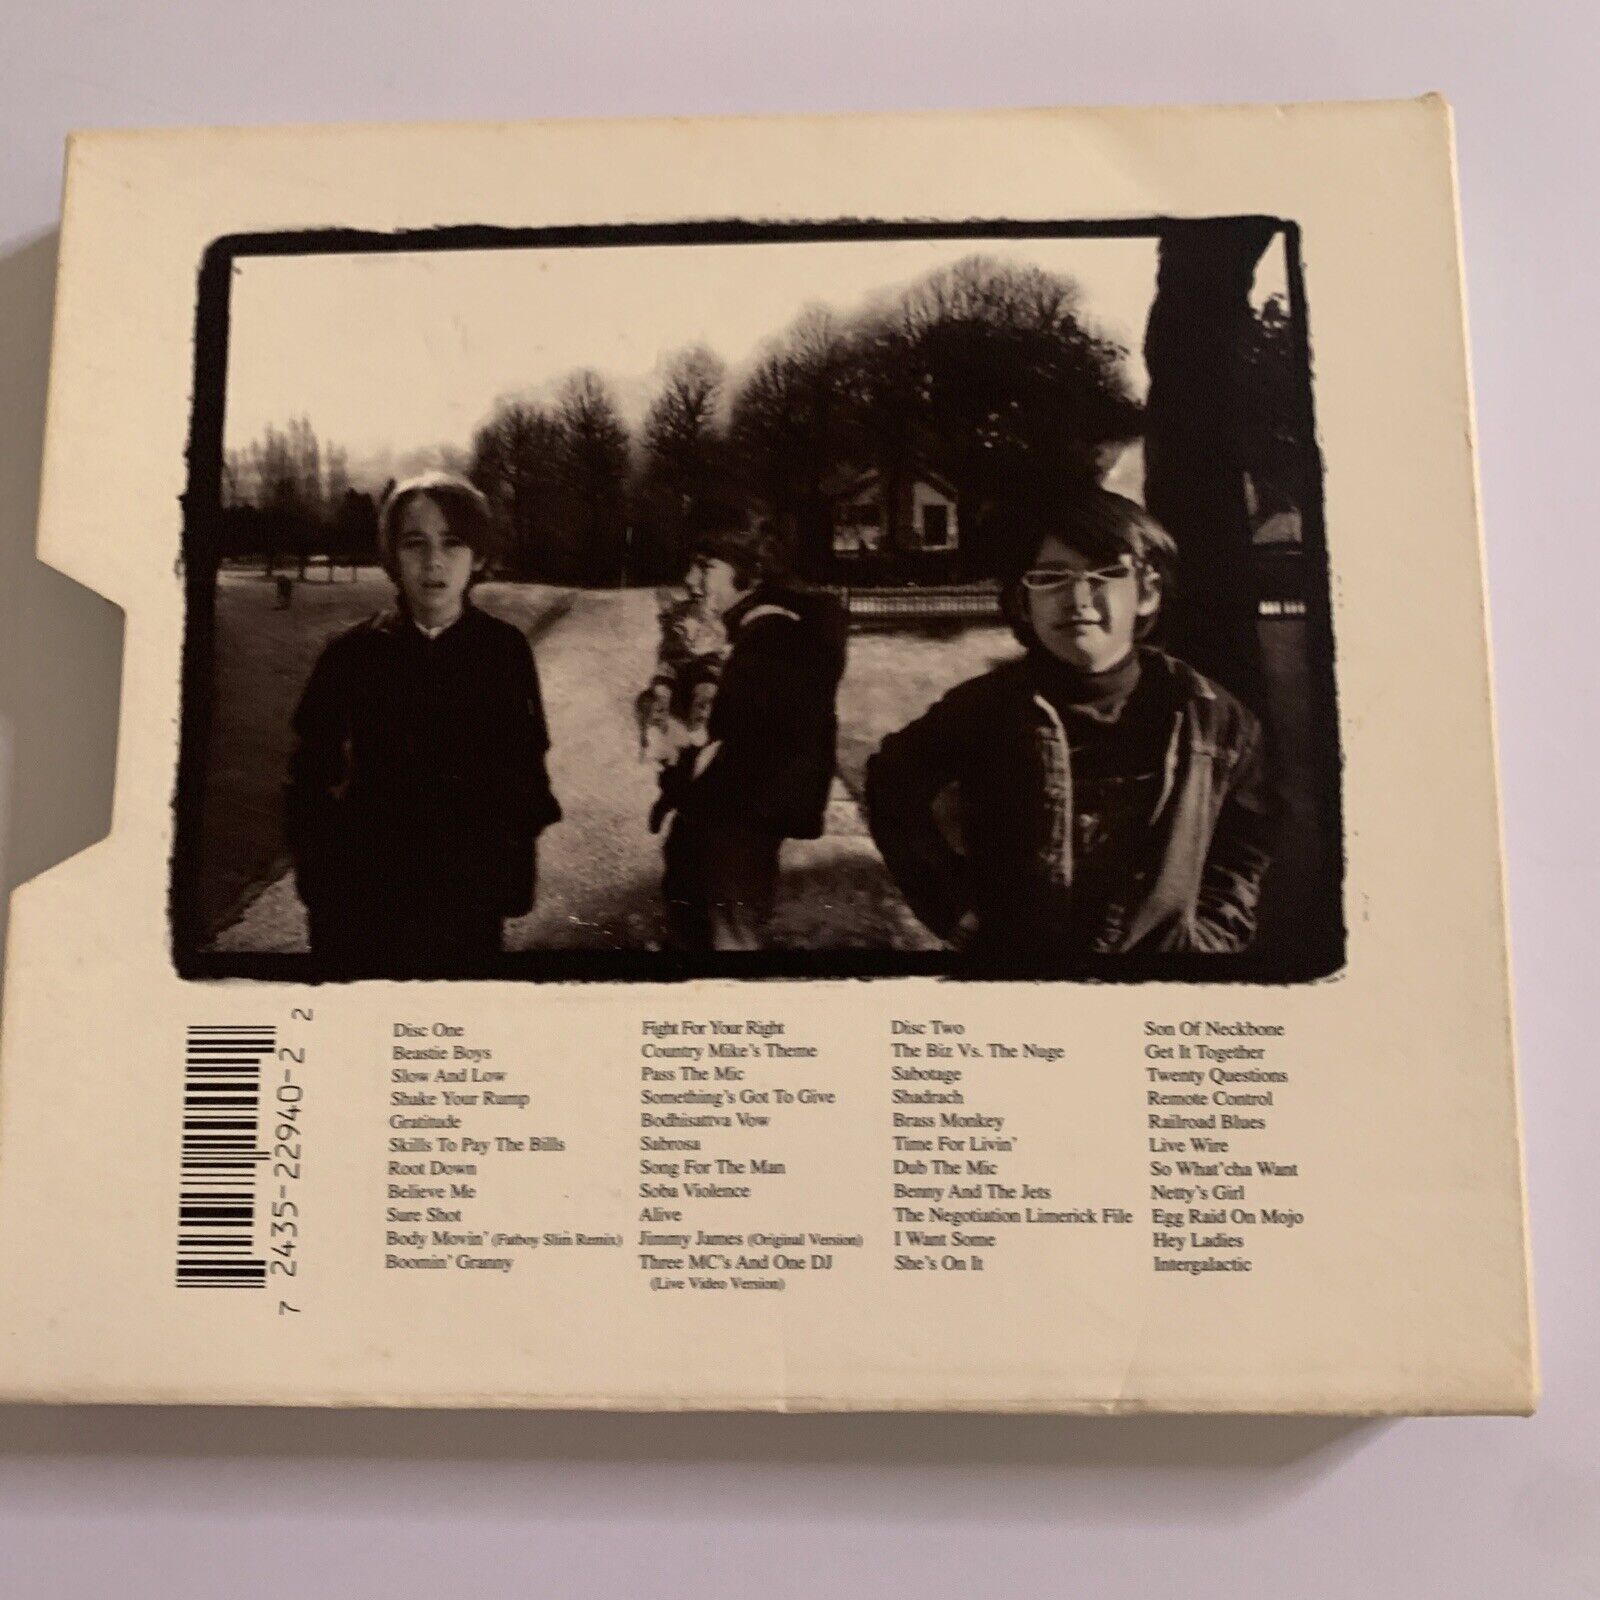 7 2435-22940-2 2
Disc One
Beastie Boys
Slow And Low
Shake Your Rump
Gratitude
Skills To Pay The Bills
Root Down
Believe Me
Sure Shot
Body Movin' (Fatboy Slim Remix)
Boomin' Granny
Fight For Your Right
Country Mike's Theme
Pass The Mic
Something's Got To Give
Bodhisattva Vow
Sabrosa
Song For The Man
Soba Violence
Alive
Jimmy James (Original Version)
Three MC's And One DJ
(Live Video Version)
Disc Two
The Biz Vs. The Nuge
Sabotage
Shadrach
Brass Monkey
Time For Livin'
Dub The Mic
Benny And The Jets
The Negotiation Limerick File
I Want Some
She's On It
Son Of Neckbone
Get It Together
Twenty Questions
Remote Control
Railroad Blues
Live Wire
So What'cha Want
Netty's Girl
Egg Raid On Mojo
Hey Ladies
Intergalactic